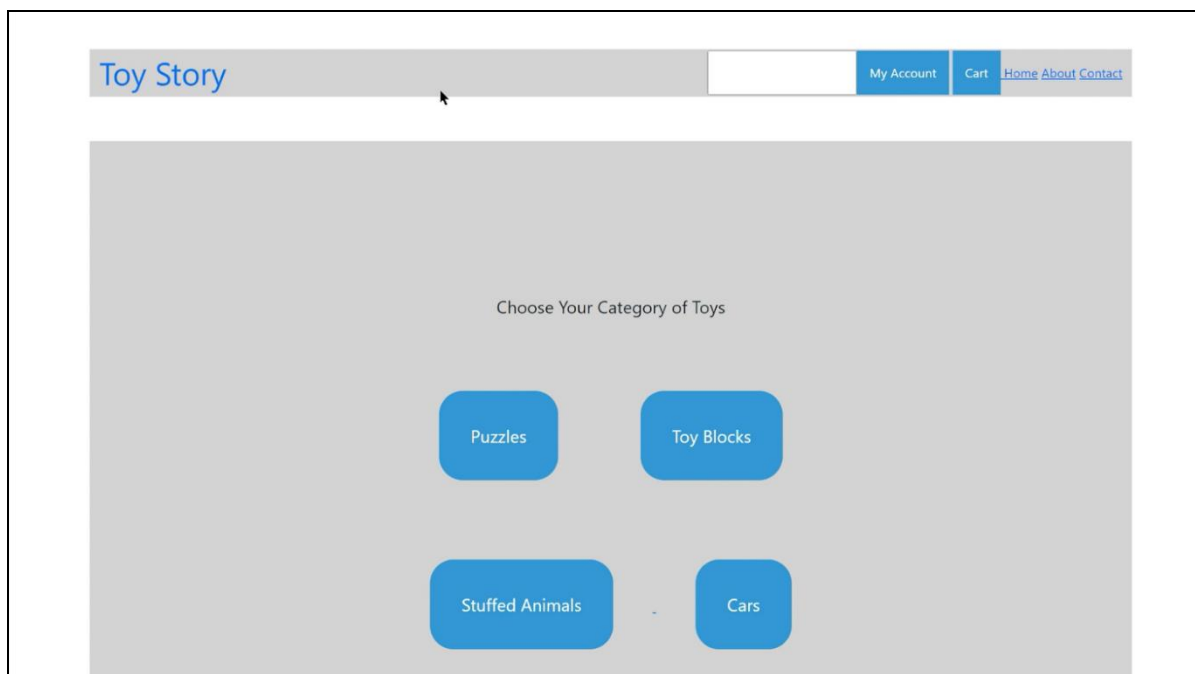 Toy Story My Account Cart Home About Contact
Choose Your Category of Toys
Puzzles Toy Blocks
Stuffed Animals Cars